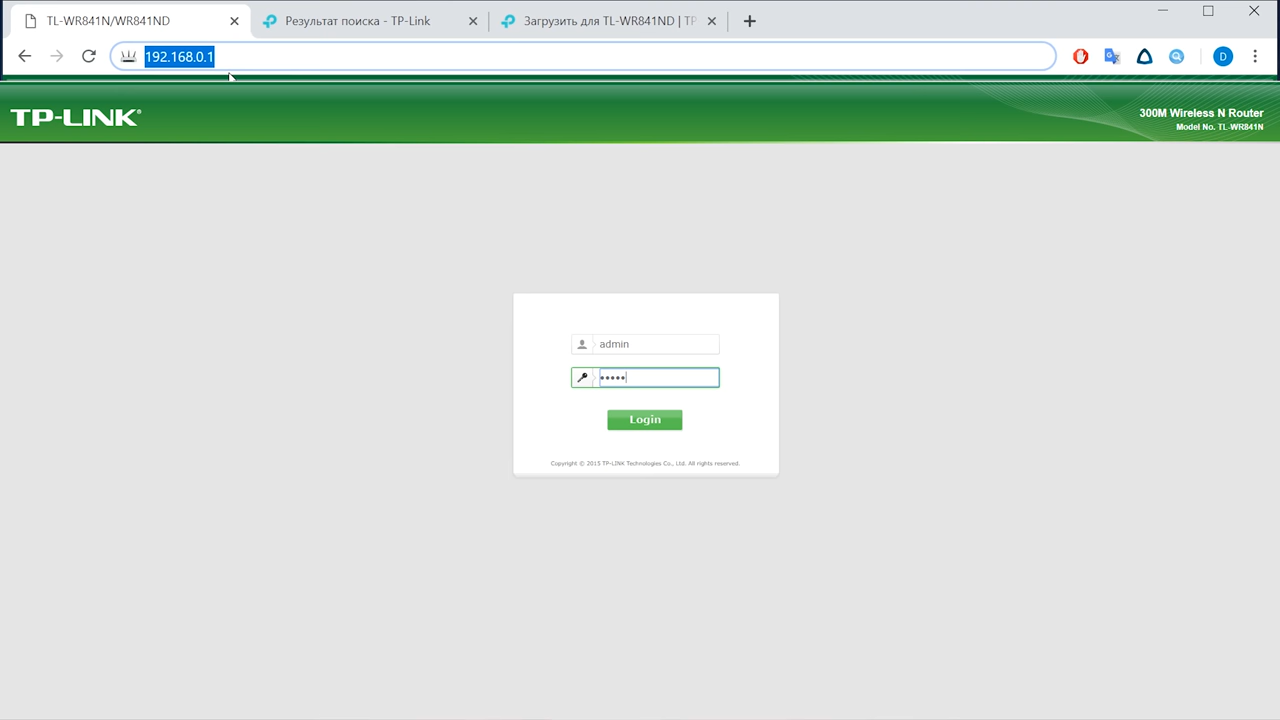 TL-WR841N/WR841ND
Результат поиска - TP-Link
Загрузить для TL-WR841ND | TP
192.168.0.1
D
TP-LINK®
300M Wireless N Router
Model No. TL-WR841N
admin
•••••
Login
Copyright © 2015 TP-LINK Technologies Co., Ltd. All rights reserved.